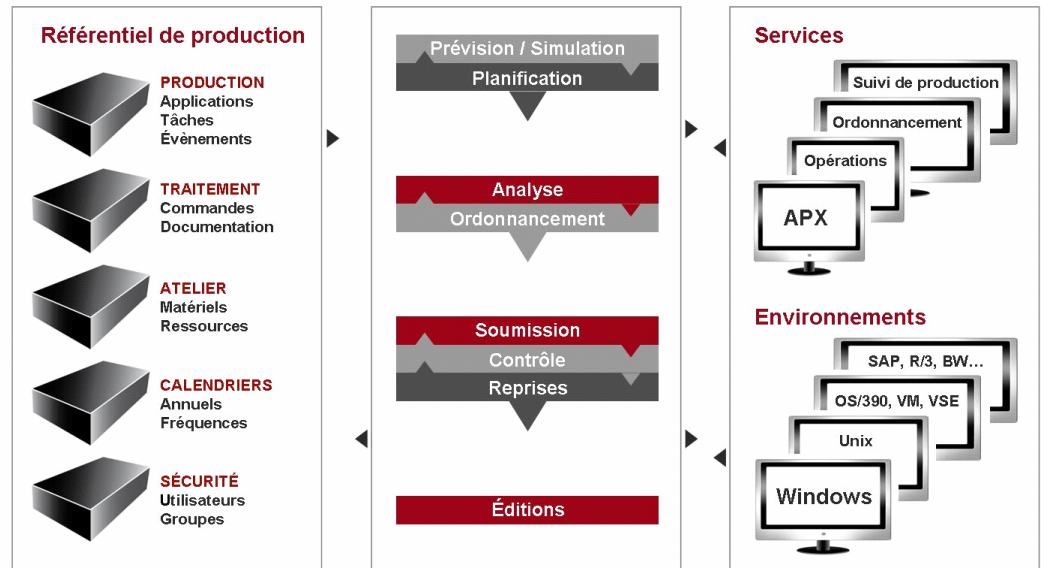 Référentiel de production
PRODUCTION
Applications
Tâches
Évènements
TRAITEMENT
Commandes
Documentation
ATELIER
Matériels
Ressources
CALENDRIERS
Annuels
Fréquences
SÉCURITÉ
Utilisateurs
Groupes
Prévision / Simulation
Planification
Analyse
Ordonnancement
Soumission
Contrôle
Reprises
Éditions
Services
Suivi de production
Ordonnancement
Opérations
APX
Environnements
SAP, R/3, BW...
OS/390, VM, VSE
Unix
Windows